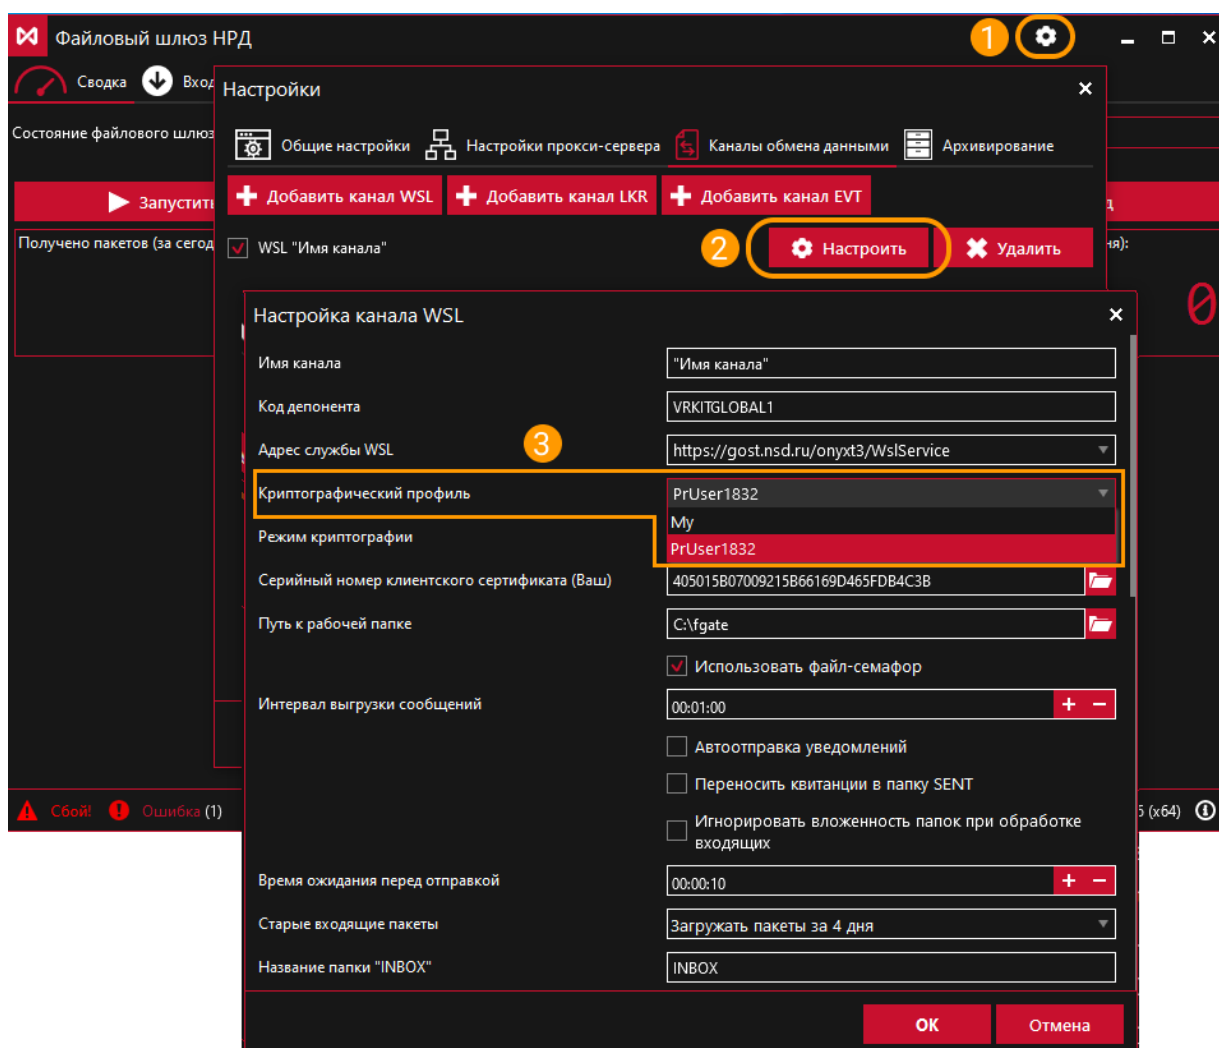 Файловый шлюз НРД
1
Сводка
Вход
Настройки
Состояние файлового шлюз
Общие настройки
Настройки прокси-сервера
Каналы обмена данными
Архивирование
Запустить
Добавить канал WSL
Добавить канал LKR
Добавить канал EVT
Получено пакетов (за сегод
WSL "Имя канала"
2
Настроить
Удалить
ня):
0
Настройка канала WSL
Имя канала
"Имя канала"
Код депонента
VRKITGLOBAL1
Адрес службы WSL
3
https://gost.nsd.ru/onyxt3/WslService
Криптографический профиль
PrUser1832
My
PrUser1832
Режим криптографии
Серийный номер клиентского сертификата (Ваш)
405015B07009215B66169D465FDB4C3B
Путь к рабочей папке
C:\fgate
Использовать файл-семафор
Интервал выгрузки сообщений
00:01:00
Автоотправка уведомлений
Переносить квитанции в папку SENT
Игнорировать вложенность папок при обработке
входящих
Сбой!
Ошибка (1)
5 (x64)
Время ожидания перед отправкой
00:00:10
Старые входящие пакеты
Загружать пакеты за 4 дня
Название папки "INBOX"
INBOX
OK
Отмена